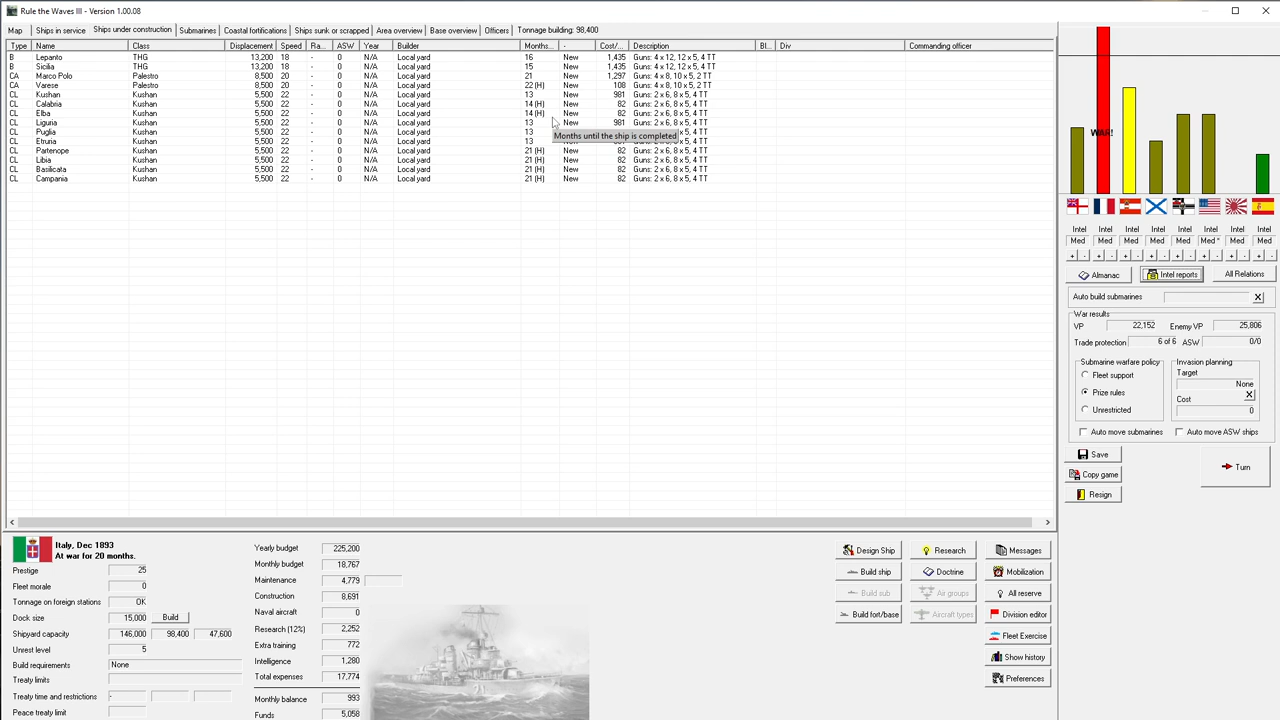 Rule the Waves III - Version 1.00.08
Map Ships in service Ships under construction Submarines Coastal fortifications Ships sunk or scrapped Area overview Base overview Officers Tonnage building: 98,400
Type Name Class Displacement Speed Ra... ASW Year Builder Months... - Cost/... Description Bl... Div Commanding officer
B Lepanto THG 13,200 18 - 0 N/A Local yard 16 New 1,435 Guns: 4 x 12, 12 x 5, 4 TT
B Sicilia THG 13,200 18 - 0 N/A Local yard 15 New 1,435 Guns: 4 x 12, 12 x 5, 4 TT
CA Marco Polo Palestro 8,500 20 - 0 N/A Local yard 21 New 1,297 Guns: 4 x 8, 10 x 5, 2 TT
CA Varese Palestro 8,500 20 - 0 N/A Local yard 22 (H) New 108 Guns: 4 x 8, 10 x 5, 2 TT
CL Kushan Kushan 5,500 22 - 0 N/A Local yard 13 New 981 Guns: 2 x 6, 8 x 5, 4 TT
CL Calabria Kushan 5,500 22 - 0 N/A Local yard 14 (H) New 82 Guns: 2 x 6, 8 x 5, 4 TT
CL Elba Kushan 5,500 22 - 0 N/A Local yard 14 (H) New 82 Guns: 2 x 6, 8 x 5, 4 TT
CL Liguria Kushan 5,500 22 - 0 N/A Local yard 13 New 981 Guns: 2 x 6, 8 x 5, 4 TT
CL Puglia Kushan 5,500 22 - 0 N/A Local yard 13 x 5, 4 TT
Months until the ship is completed
CL Etruria Kushan 5,500 22 - 0 N/A Local yard 13 New 981 Guns: 2 x 6, 8 x 5, 4 TT
CL Partenope Kushan 5,500 22 - 0 N/A Local yard 21 (H) New 82 Guns: 2 x 6, 8 x 5, 4 TT
CL Libia Kushan 5,500 22 - 0 N/A Local yard 21 (H) New 82 Guns: 2 x 6, 8 x 5, 4 TT
CL Basilicata Kushan 5,500 22 - 0 N/A Local yard 21 (H) New 82 Guns: 2 x 6, 8 x 5, 4 TT
CL Campania Kushan 5,500 22 - 0 N/A Local yard 21 (H) New 82 Guns: 2 x 6, 8 x 5, 4 TT
WAR!
Intel Intel Intel Intel Intel Intel Intel Intel
Med Med Med Med Med Med * Med Med
+ - + - + - + - + - + - + - + -
Almanac Intel reports All Relations
Auto build submarines X
War results
VP 22,152 Enemy VP 25,806
Trade protection 6 of 6 ASW 0/0
Submarine warfare policy
Fleet support
Prize rules
Unrestricted
Invasion planning
Target
None
Cost X
0
Auto move submarines Auto move ASW ships
Save
Copy game
Resign
Turn
Italy, Dec 1893
At war for 20 months.
Prestige 25
Fleet morale 0
Tonnage on foreign stations OK
Dock size 15,000 Build
Shipyard capacity 146,000 98,400 47,600
Unrest level 5
Build requirements None
Treaty limits
Treaty time and restrictions -
Peace treaty limit
Yearly budget 225,200
Monthly budget 18,767
Maintenance 4,779
Construction 8,691
Naval aircraft 0
Research (12%) 2,252
Extra training 772
Intelligence 1,280
Total expenses 17,774
Monthly balance 993
Funds 5,058
Design Ship Research Messages
Build ship Doctrine Mobilization
Build sub Air groups All reserve
Build fort/base Aircraft types Division editor
Fleet Exercise
Show history
Preferences